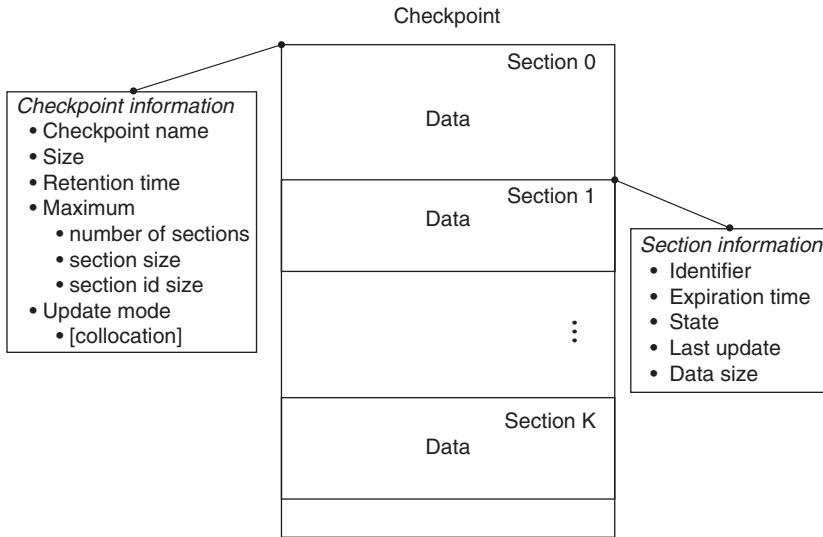 Checkpoint
Section 0
Data
Checkpoint information
• Checkpoint name
• Size
• Retention time
• Maximum
• number of sections
• section size
• section id size
• Update mode
• [collocation]
Section 1
Data
Section information
• Identifier
• Expiration time
• State
• Last update
• Data size
Section K
Data